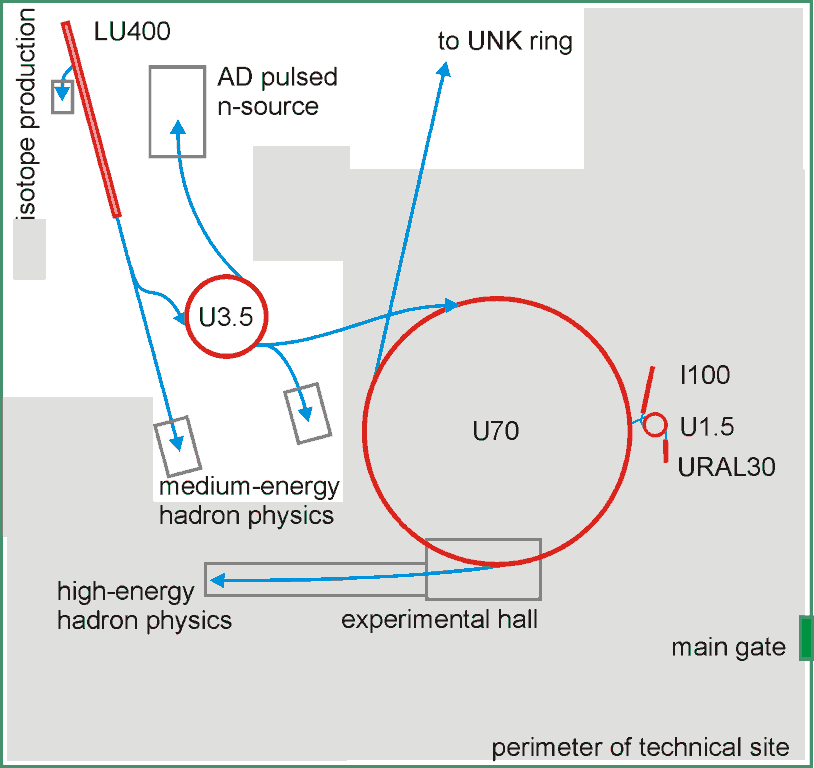 isotope production
LU400
AD pulsed
n-source
to UNK ring
U3.5
I100
U1.5
URAL30
U70
medium-energy
hadron physics
high-energy
hadron physics
experimental hall
main gate
perimeter of technical site